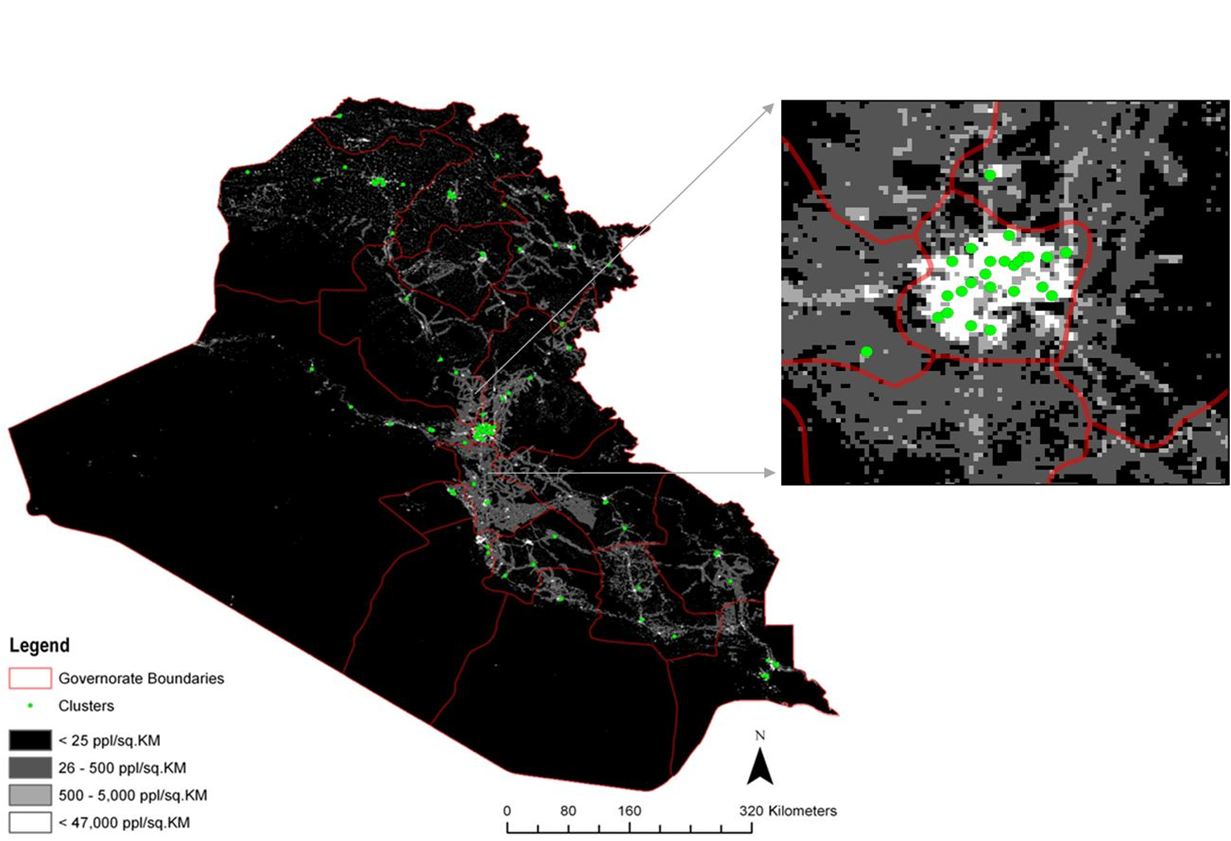 Legend
Governorate Boundaries
Clusters
< 25 ppl/sq.KM
26 - 500 ppl/sq.KM
500 - 5,000 ppl/sq.KM
< 47,000 ppl/sq.KM
N
0 80 160 320 Kilometers